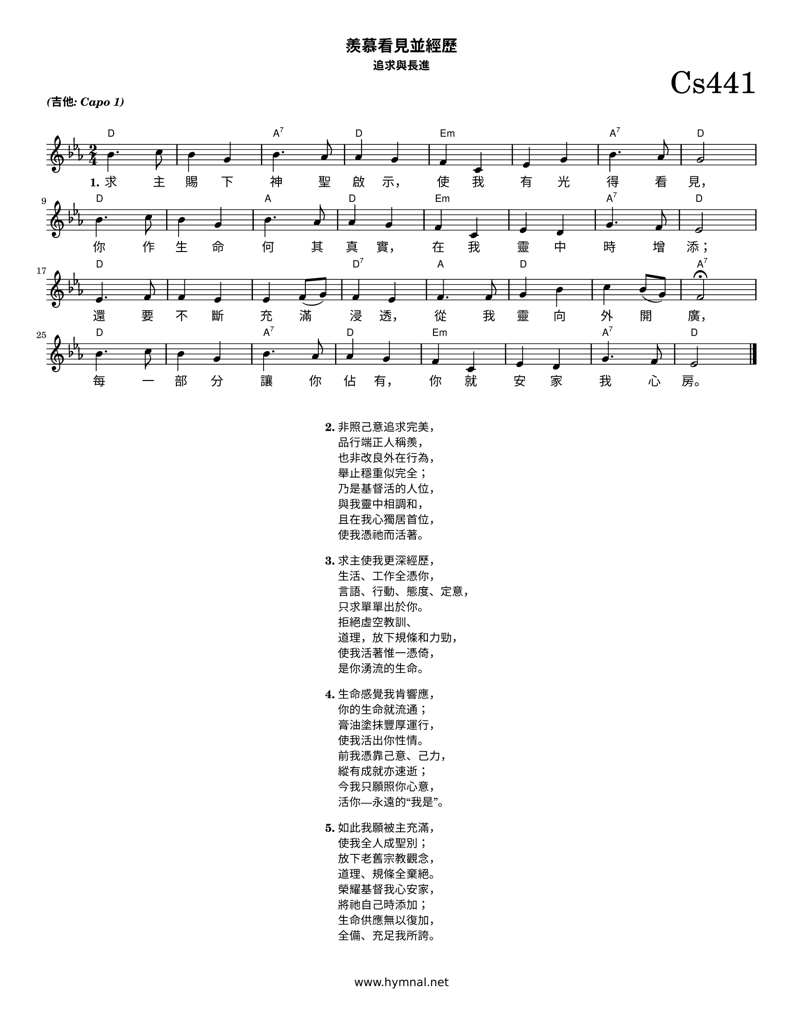 羨慕看見並經歷
追求與長進
Cs441
(吉他: Capo 1)
D A7 D Em A7 D
1. 求 主 賜 下 神 聖 啟 示， 使 我 有 光 得 看 見，
9 D A D Em A7 D
你 作 生 命 何 其 真 實， 在 我 靈 中 時 增 添；
17 D D7 A D A7
還 要 不 斷 充 滿 浸 透， 從 我 靈 向 外 開 廣，
25 D A7 D Em A7 D
每 一 部 分 讓 你 佔 有， 你 就 安 家 我 心 房。
2. 非照己意追求完美，
品行端正人稱羨，
也非改良外在行為，
舉止穩重似完全；
乃是基督活的人位，
與我靈中相調和，
且在我心獨居首位，
使我憑祂而活著。
3. 求主使我更深經歷，
生活、工作全憑你，
言語、行動、態度、定意，
只求單單出於你。
拒絕虛空教訓、
道理，放下規條和力勁，
使我活著惟一憑倚，
是你湧流的生命。
4. 生命感覺我肯響應，
你的生命就流通；
膏油塗抹豐厚運行，
使我活出你性情。
前我憑靠己意、己力，
縱有成就亦速逝；
今我只願照你心意，
活你—永遠的“我是”。
5. 如此我願被主充滿，
使我全人成聖別；
放下老舊宗教觀念，
道理、規條全棄絕。
榮耀基督我心安家，
將祂自己時添加；
生命供應無以復加，
全備、充足我所誇。
www.hymnal.net